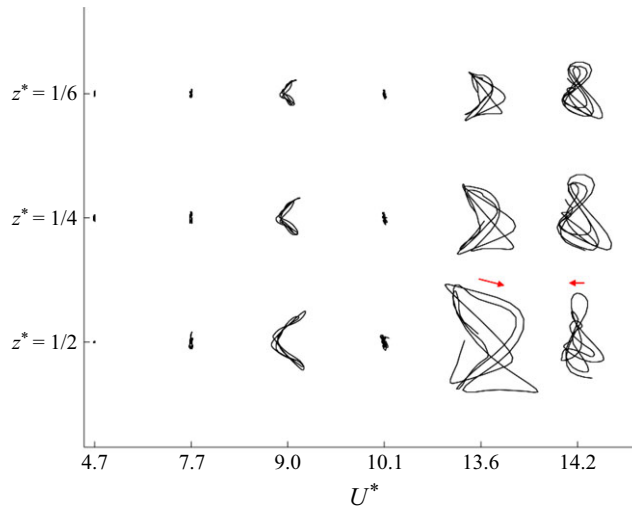 z* = 1/6
z* = 1/4
z* = 1/2
4.7 7.7 9.0 10.1 13.6 14.2
U*